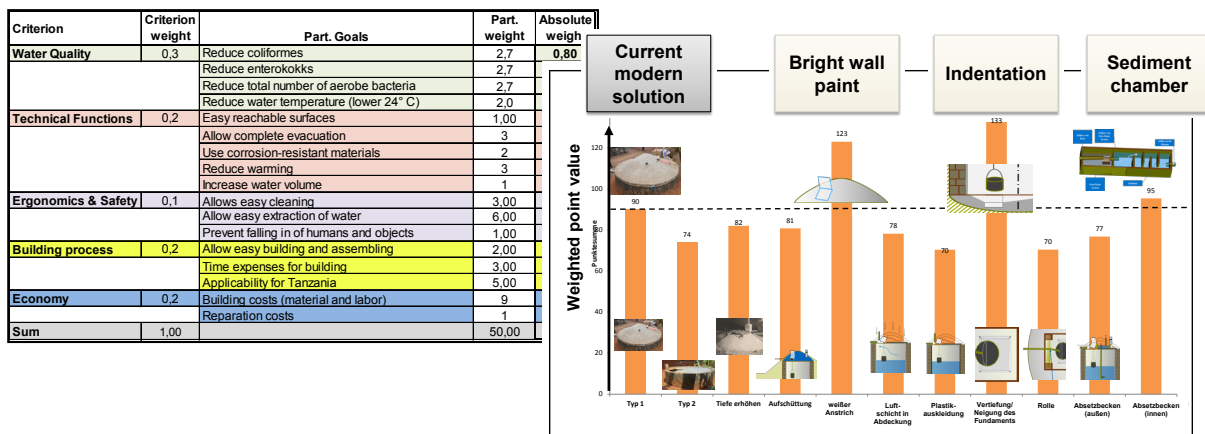 Criterion Criterion weight Part. Goals Part. weight Absolute weigh
Water Quality 0,3 Reduce coliformes 2,7 0,80
Reduce enterokks 2,7
Reduce total number of aerobe bacteria 2,7
Reduce water temperature (lower 24° C) 2,0
Technical Functions 0,2 Easy reachable surfaces 1,00
Allow complete evacuation 3
Use corrosion-resistant materials 2
Reduce warming 3
Increase water volume 1
Ergonomics & Safety 0,1 Allows easy cleaning 3,00
Allow easy extraction of water 6,00
Prevent falling in of humans and objects 1,00
Building process 0,2 Allow easy building and assembling 2,00
Time expenses for building 3,00
Applicability for Tanzania 5,00
Economy 0,2 Building costs (material and labor) 9
Reparation costs 1
Sum 1,00 50,00
Current modern solution
Bright wall paint
Indentation
Sediment chamber
Weighted point value
Punktesumme
120
100
80
60
40
20
0
90
74
82
81
123
78
70
133
70
77
95
Typ 1
Typ 2
Tiefe erhöhen
Aufschüttung
weißer Anstrich
Luft-
schicht in
Abdeckung
Plastik-
auskleidung
Vertiefung/
Neigung des
Fundaments
Rolle
Absetzbecken
(außen)
Absetzbecken
(innen)